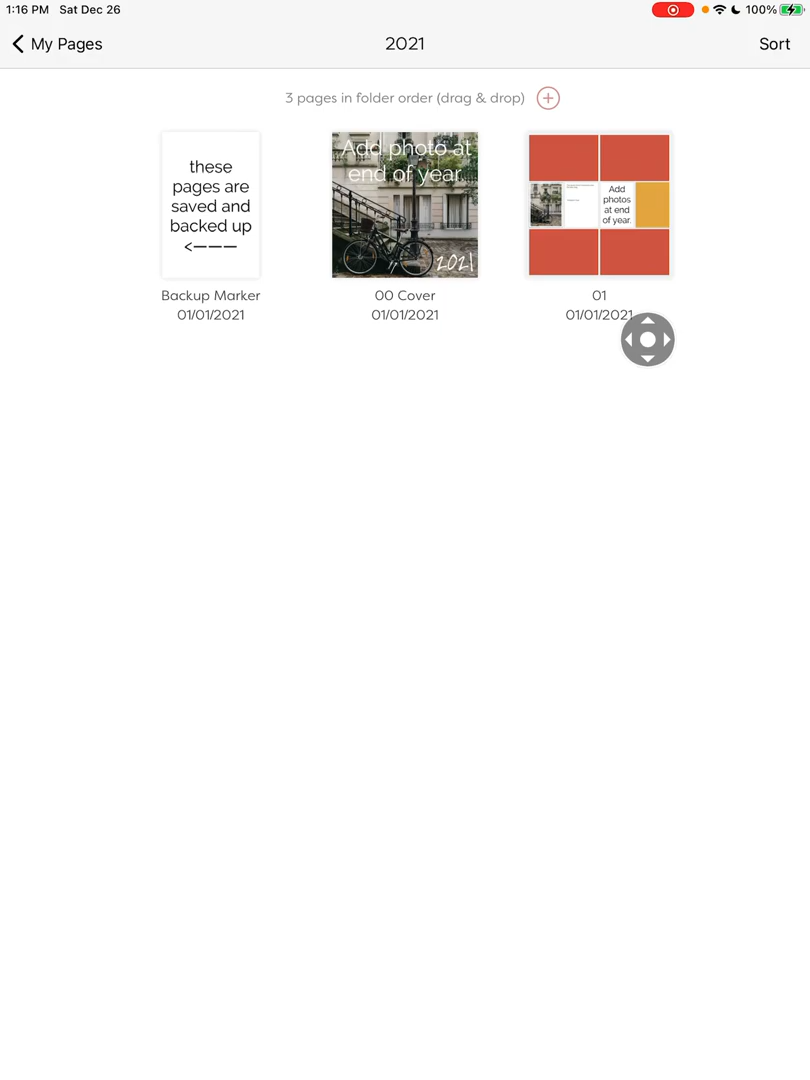 1:16 PM Sat Dec 26
100%
My Pages
2021
Sort
3 pages in folder order (drag & drop)
these
pages are
saved and
backed up
<———
Backup Marker
01/01/2021
Add photo at
end of year.
2021
00 Cover
01/01/2021
Add
photos
at end
of year.
01
01/01/2021